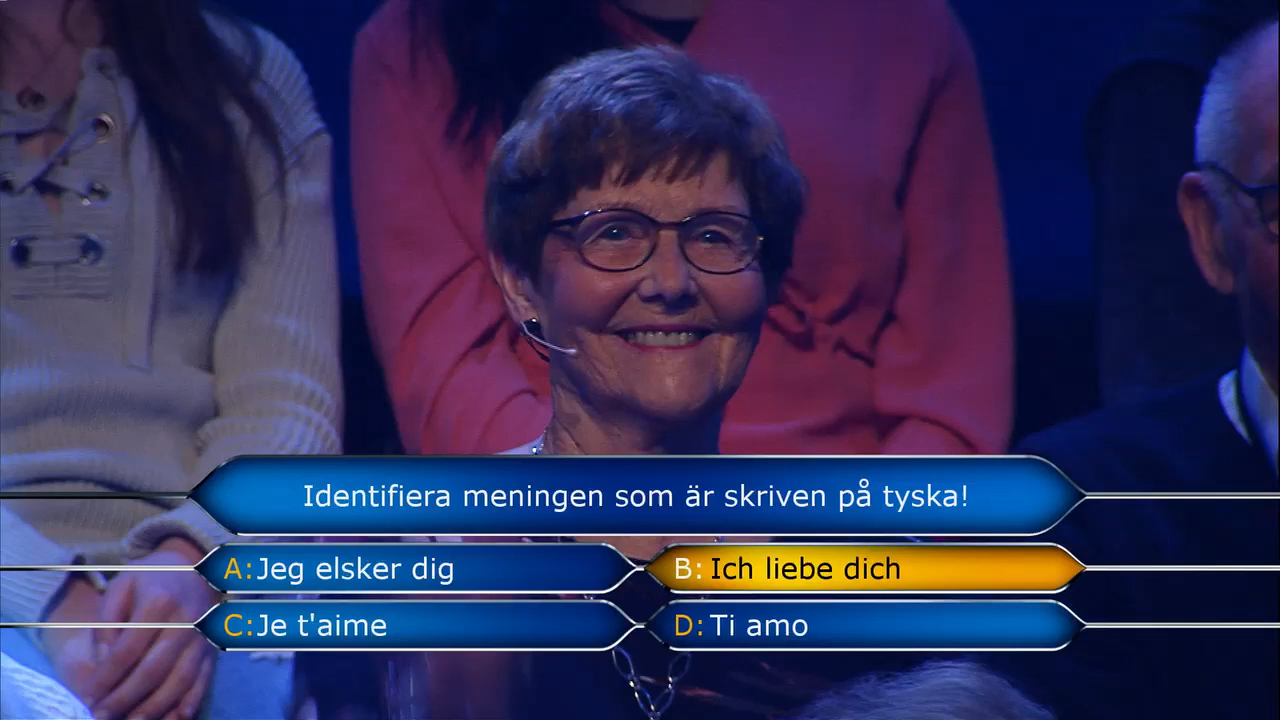 Identifiera meningen som är skriven på tyska!
A: Jeg elsker dig
B: Ich liebe dich
C: Je t'aime
D: Ti amo